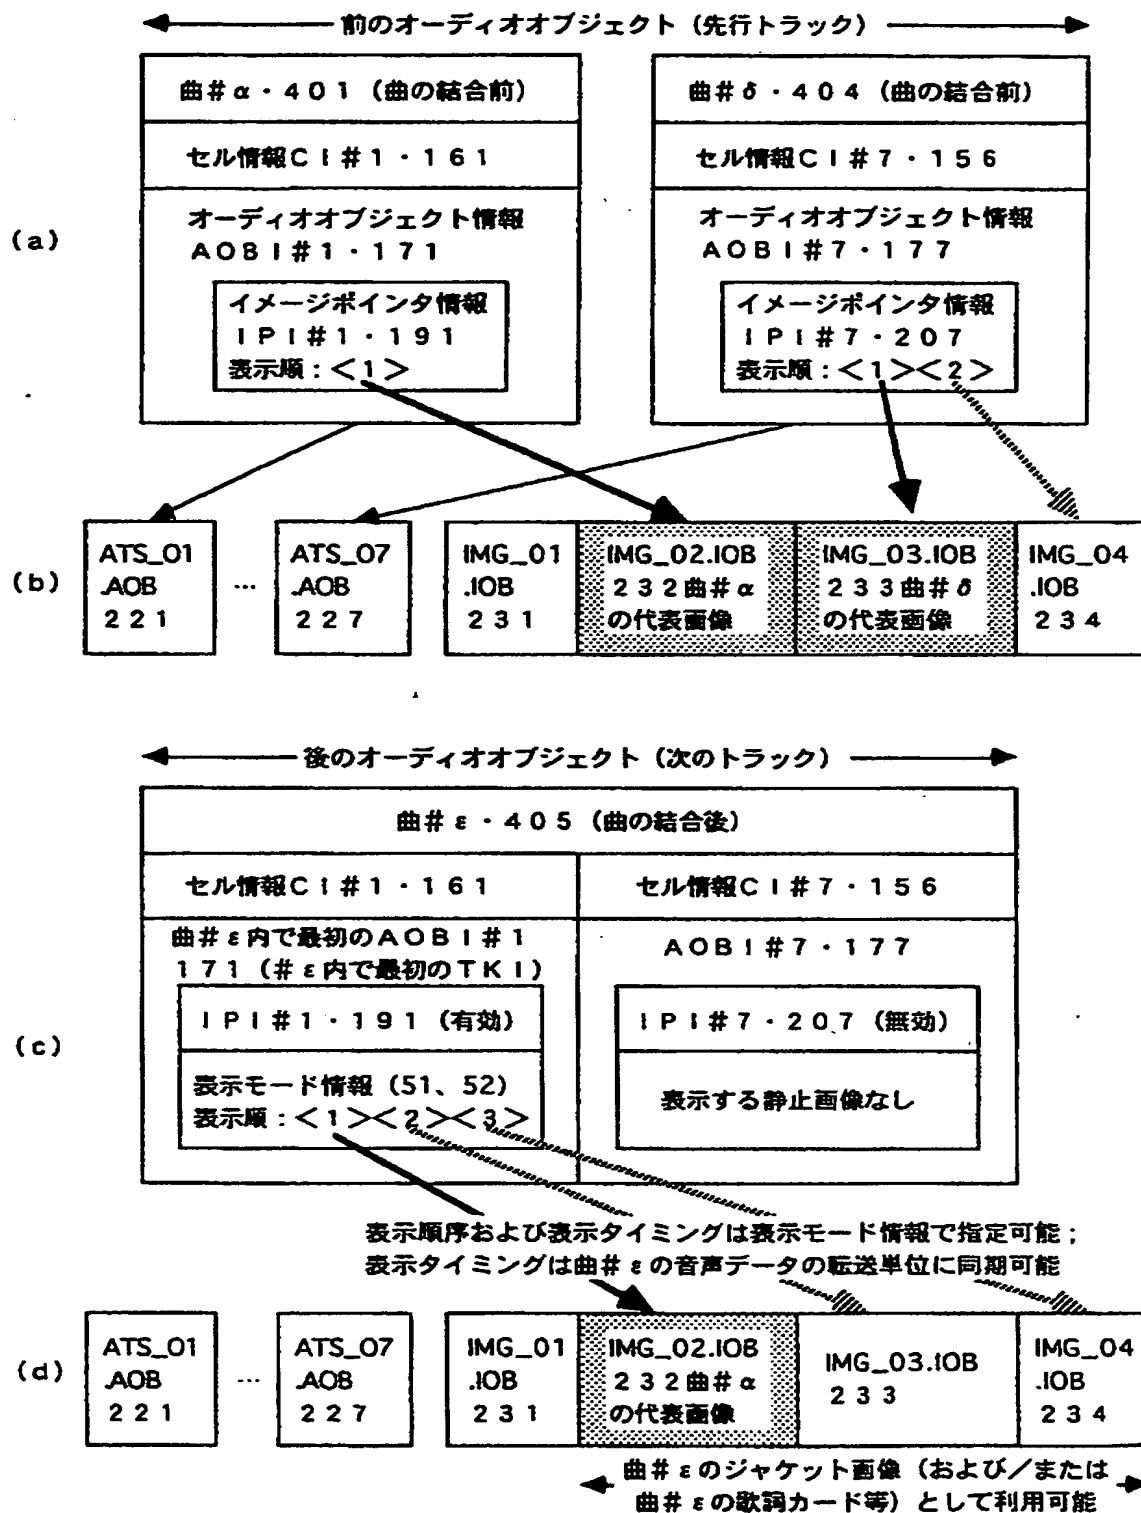 前のオーディオオブジェクト（先行トラック）
曲＃α・４０１（曲の結合前）
曲＃δ・４０４（曲の結合前）
セル情報ＣＩ＃１・１６１
セル情報ＣＩ＃７・１５６
(a)
オーディオオブジェクト情報
ＡＯＢＩ＃１・１７１
オーディオオブジェクト情報
ＡＯＢＩ＃７・１７７
イメージポインタ情報
ＩＰＩ＃１・１９１
表示順：＜１＞
イメージポインタ情報
ＩＰＩ＃７・２０７
表示順：＜１＞＜２＞
(b)
ATS_01
.AOB
２２１
…
ATS_07
.AOB
２２７
IMG_01
.IOB
２３１
IMG_02.IOB
２３２曲＃α
の代表画像
IMG_03.IOB
２３３曲＃δ
の代表画像
IMG_04
.IOB
２３４
後のオーディオオブジェクト（次のトラック）
曲＃ε・４０５（曲の結合後）
セル情報ＣＩ＃１・１６１
セル情報ＣＩ＃７・１５６
(c)
曲＃ε内で最初のＡＯＢＩ＃１
１７１（＃ε内で最初のＴＫＩ）
ＡＯＢＩ＃７・１７７
ＩＰＩ＃１・１９１（有効）
表示モード情報（51、52）
表示順：＜１＞＜２＞＜３＞
ＩＰＩ＃７・２０７（無効）
表示する静止画像なし
表示順序および表示タイミングは表示モード情報で指定可能；
表示タイミングは曲＃εの音声データの転送単位に同期可能
(d)
ATS_01
.AOB
２２１
…
ATS_07
.AOB
２２７
IMG_01
.IOB
２３１
IMG_02.IOB
２３２曲＃α
の代表画像
IMG_03.IOB
２３３
IMG_04
.IOB
２３４
曲＃εのジャケット画像（および／または
曲＃εの歌詞カード等）として利用可能